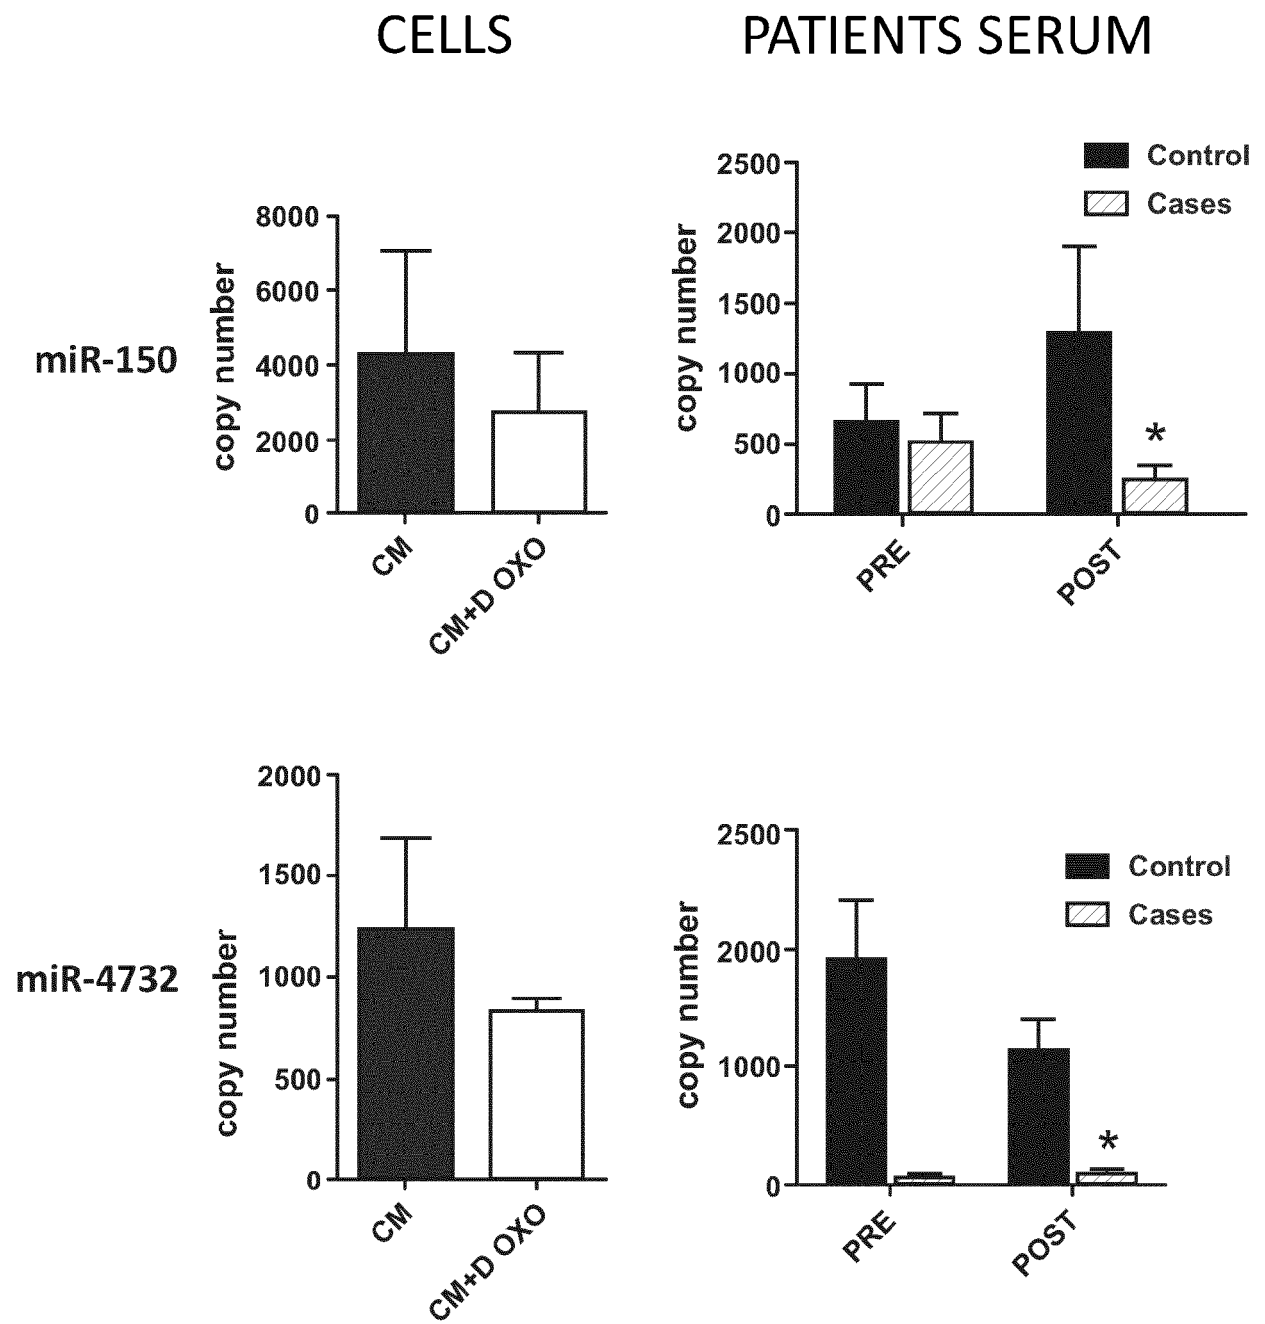 CELLS
PATIENTS SERUM
miR-150
copy number
8000
6000
4000
2000
0
CM
CM+D OXO
copy number
2500
2000
1500
1000
500
0
Control
Cases
*
PRE
POST
miR-4732
copy number
2000
1500
1000
500
0
CM
CM+D OXO
copy number
2500
2000
1000
0
Control
Cases
*
PRE
POST